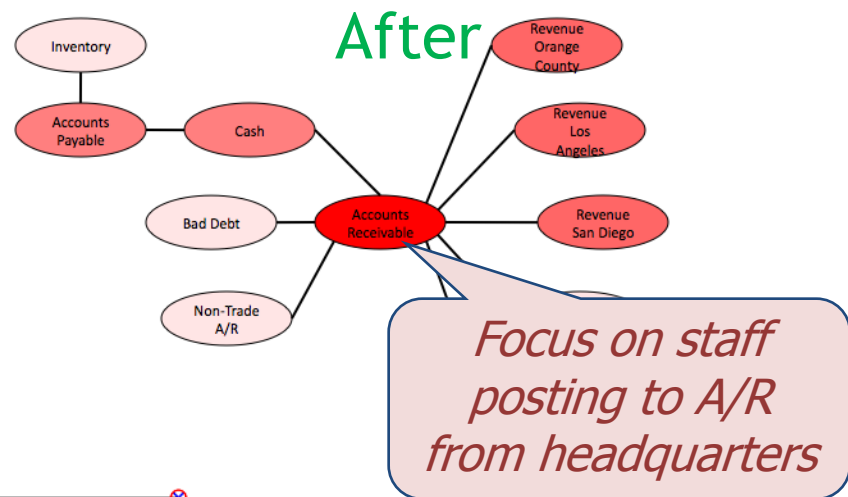 After
Inventory
Revenue
Orange
County
Accounts
Payable
Cash
Revenue
Los
Angeles
Bad Debt
Accounts
Receivable
Revenue
San Diego
Non-Trade
A/R
Focus on staff
posting to A/R
from headquarters